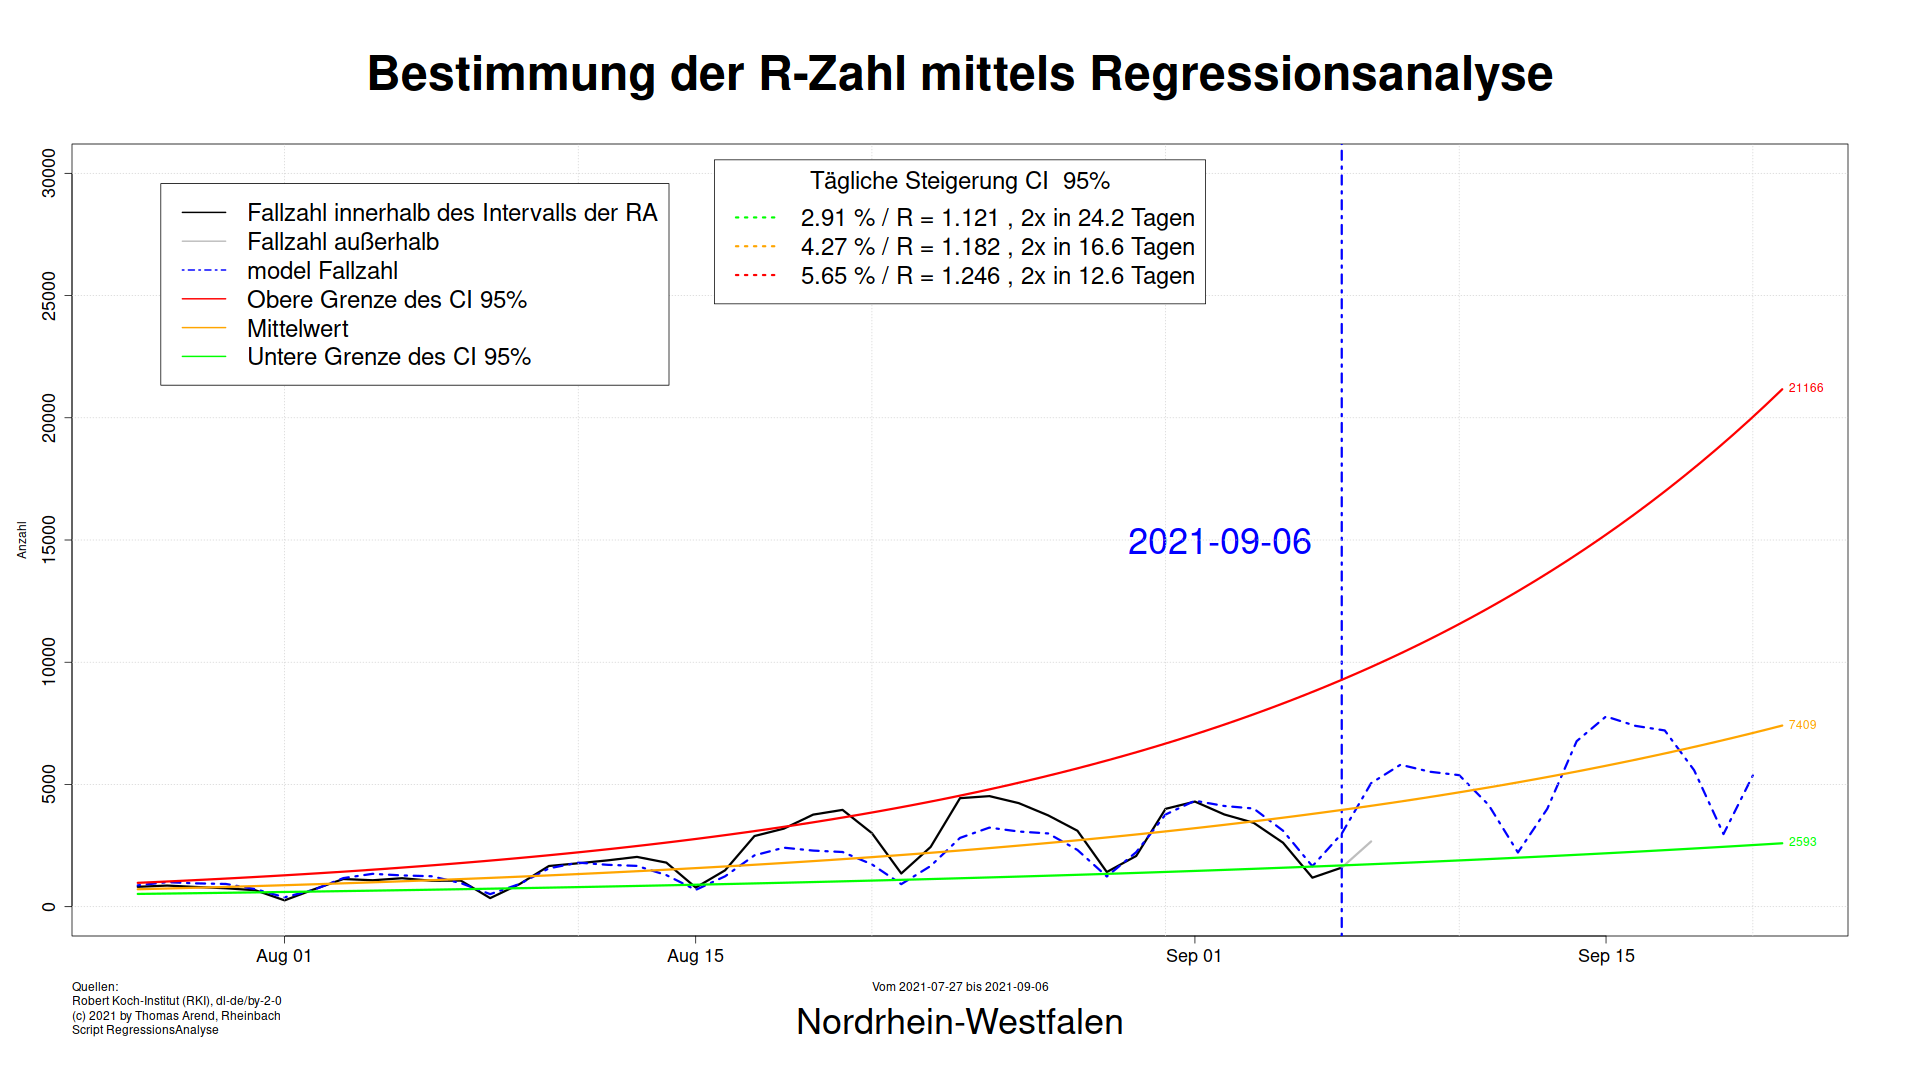 Bestimmung der R-Zahl mittels Regressionsanalyse
Fallzahl innerhalb des Intervalls der RA
Fallzahl außerhalb
model Fallzahl
Obere Grenze des CI 95%
Mittelwert
Untere Grenze des CI 95%
Tägliche Steigerung CI  95%
2.91 % / R = 1.121 , 2x in 24.2 Tagen
4.27 % / R = 1.182 , 2x in 16.6 Tagen
5.65 % / R = 1.246 , 2x in 12.6 Tagen
Anzahl
30000
25000
20000
15000
10000
5000
0
2021-09-06
21166
7409
2593
Aug 01
Aug 15
Sep 01
Sep 15
Quellen:
Robert Koch-Institut (RKI), dl-de/by-2-0
(c) 2021 by Thomas Arend, Rheinbach
Script RegressionsAnalyse
Vom 2021-07-27 bis 2021-09-06
Nordrhein-Westfalen